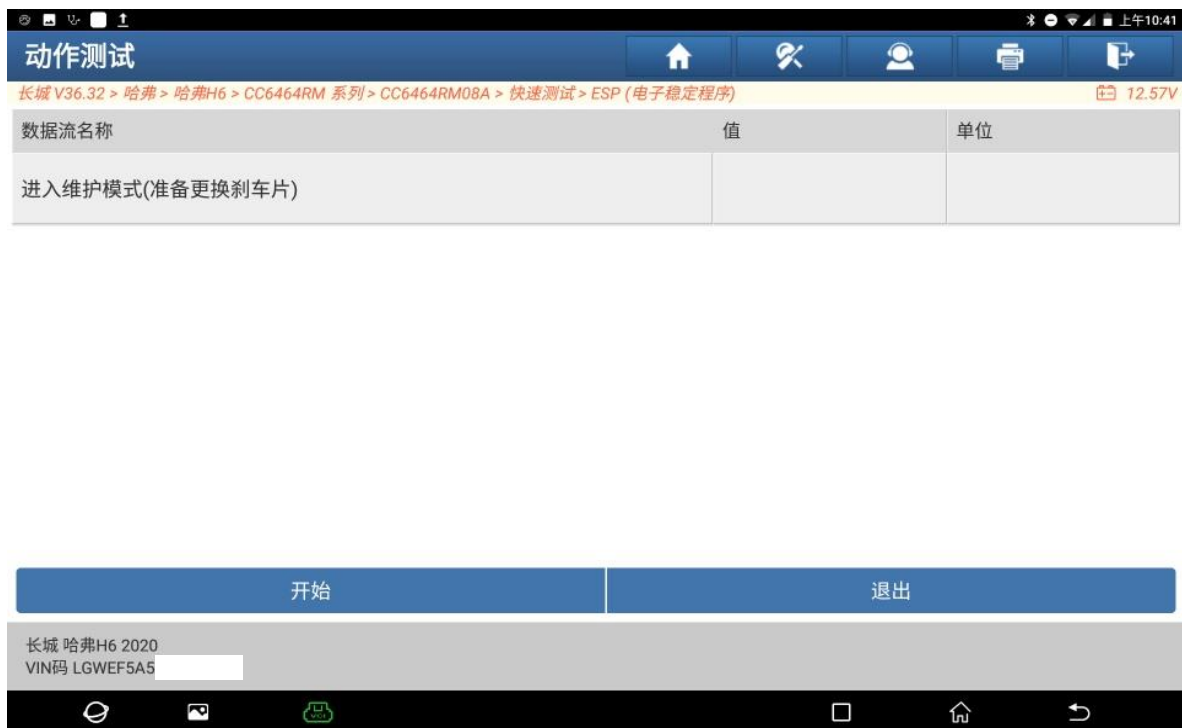 上午10:41
动作测试
长城 V36.32 > 哈弗 > 哈弗H6 > CC6464RM 系列 > CC6464RM08A > 快速测试 > ESP (电子稳定程序) 12.57V
数据流名称 值 单位
进入维护模式(准备更换刹车片)
开始 退出
长城 哈弗H6 2020
VIN码 LGWEF5A5
VCI